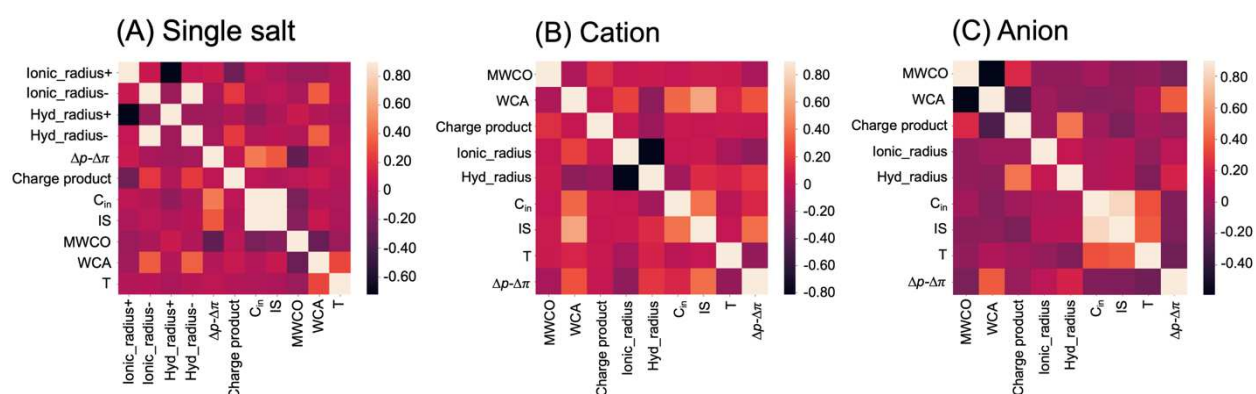 (A) Single salt
Ionic_radius+
Ionic_radius-
Hyd_radius+
Hyd_radius-
Δp-Δπ
Charge product
C_in
IS
MWCO
WCA
T
Ionic_radius+
Ionic_radius-
Hyd_radius+
Hyd_radius-
Δp-Δπ
Charge product
C_in
IS
MWCO
WCA
T
0.80
0.60
0.40
0.20
0
-0.20
-0.40
-0.60
(B) Cation
MWCO
WCA
Charge product
Ionic_radius
Hyd_radius
C_in
IS
T
Δp-Δπ
MWCO
WCA
Charge product
Ionic_radius
Hyd_radius
C_in
IS
T
Δp-Δπ
0.80
0.60
0.40
0.20
0
-0.20
-0.40
-0.60
-0.80
(C) Anion
MWCO
WCA
Charge product
Ionic_radius
Hyd_radius
C_in
IS
T
Δp-Δπ
MWCO
WCA
Charge product
Ionic_radius
Hyd_radius
C_in
IS
T
Δp-Δπ
0.80
0.60
0.40
0.20
0
-0.20
-0.40